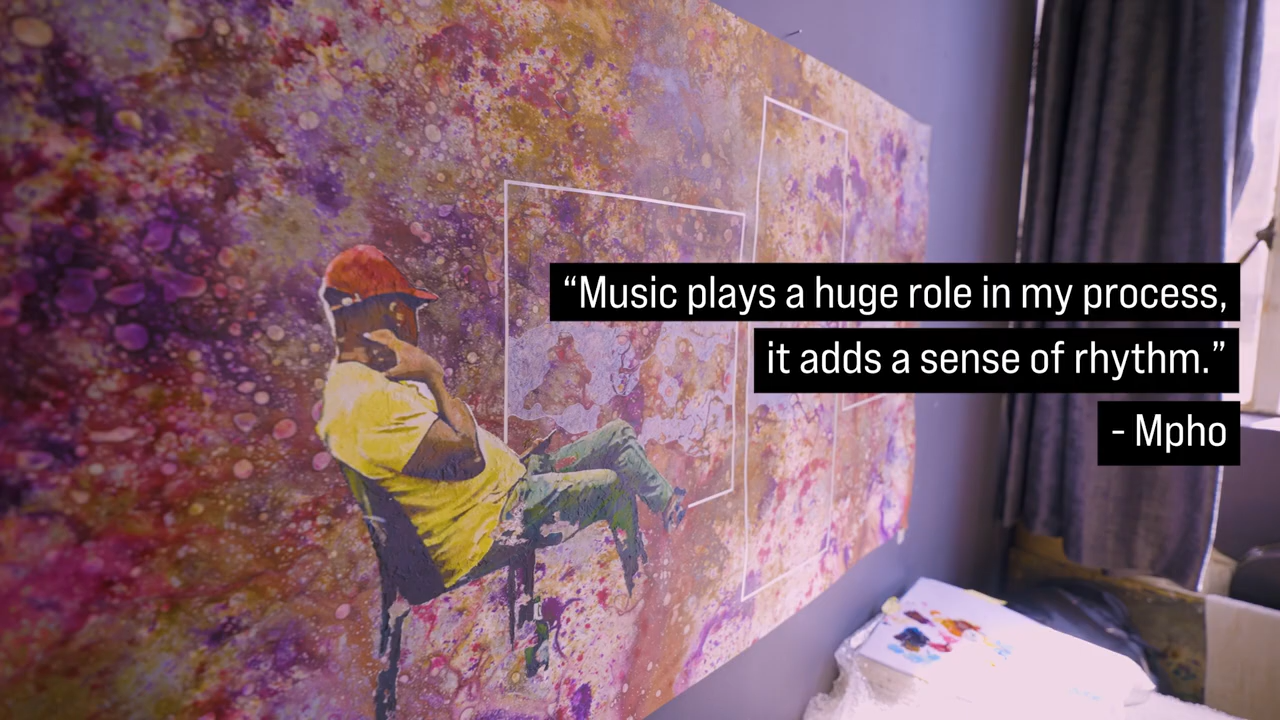 “Music plays a huge role in my process,
it adds a sense of rhythm.”
- Mpho